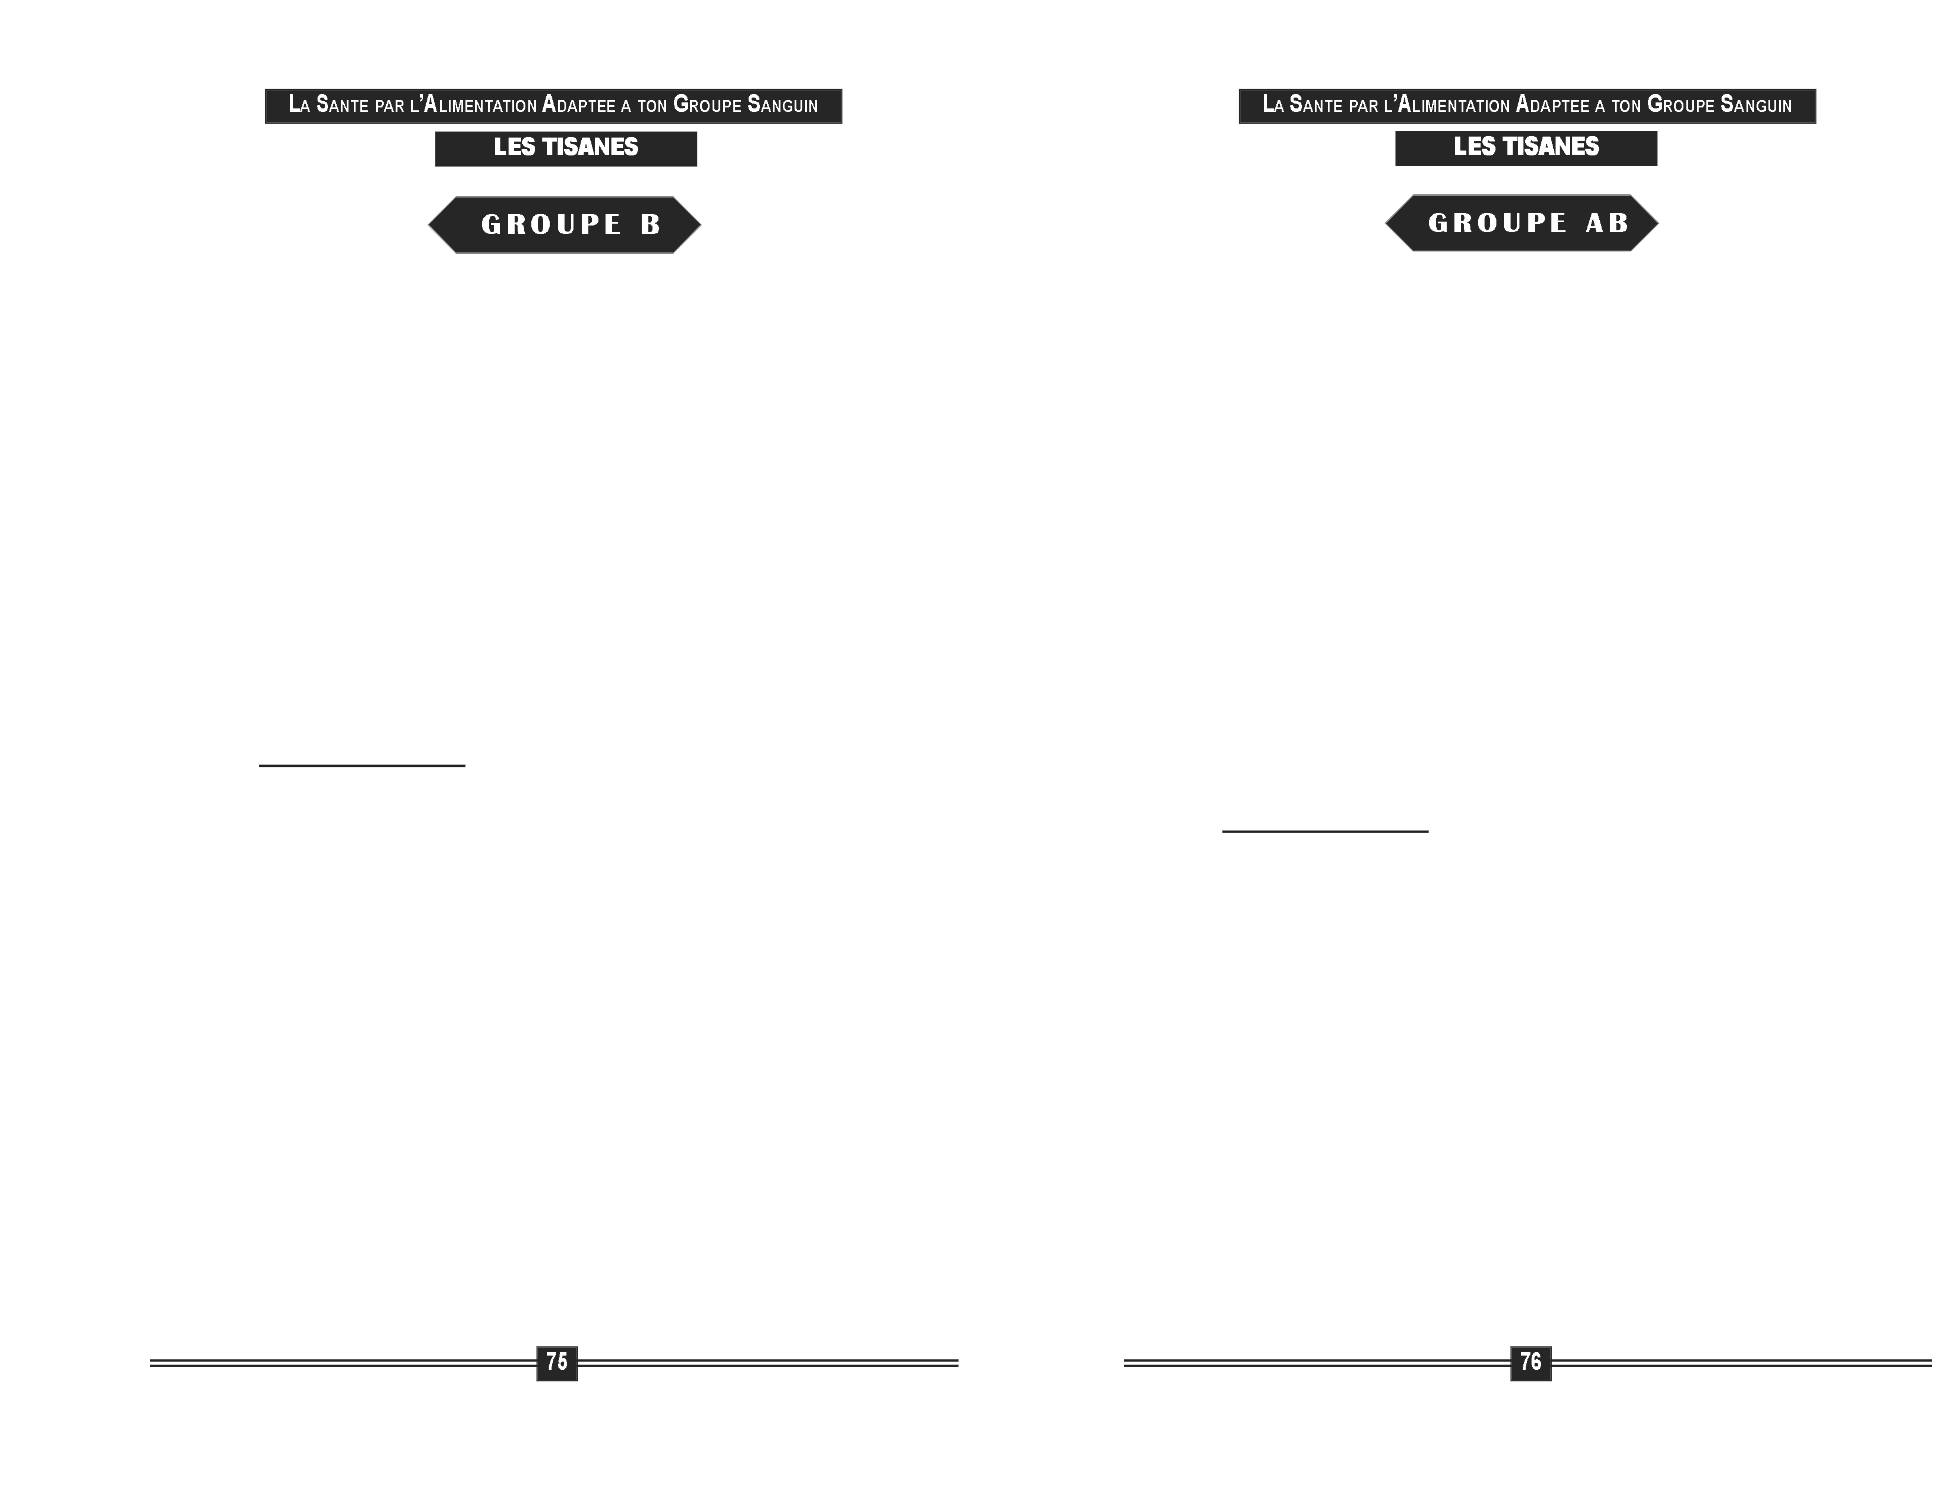 LA SANTE PAR L'ALIMENTATION ADAPTEE A TON GROUPE SANGUIN
LES TISANES
GROUPE B
75
LA SANTE PAR L'ALIMENTATION ADAPTEE A TON GROUPE SANGUIN
LES TISANES
GROUPE AB
76